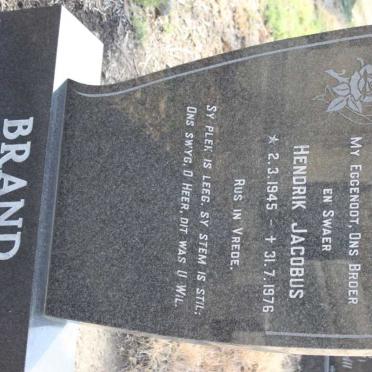 My Eggenoot, Ons Broer
en Swaer
Hendrik Jacobus
* 2.3.1945 – † 31.7.1976
Rus in Vrede.
Sy plek is leeg, sy stem is stil;
Ons swyg, O Heer, dit was U wil.
BRAND